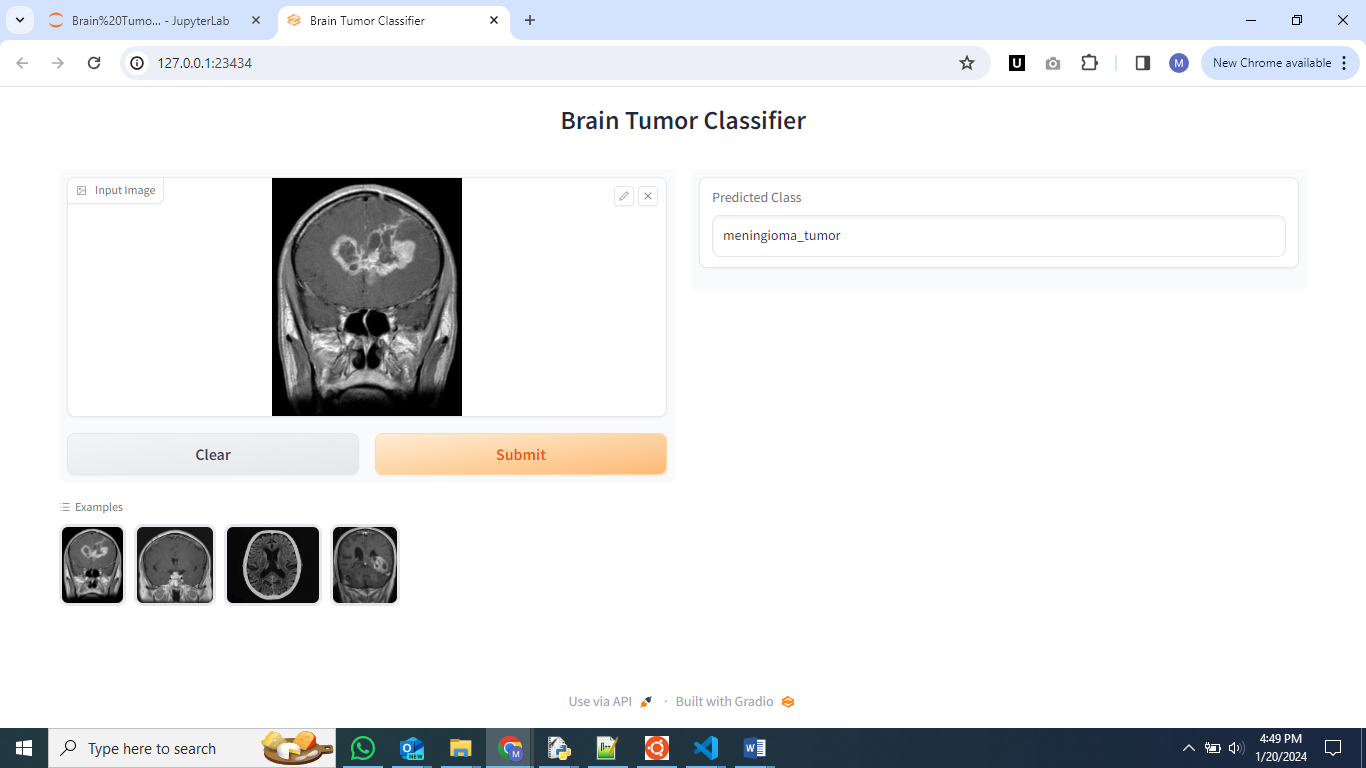 Brain%20Tumo... - JupyterLab
Brain Tumor Classifier
127.0.0.1:23434
U
M
New Chrome available
Brain Tumor Classifier
Input Image
Predicted Class
meningioma_tumor
Clear
Submit
Examples
Use via API
·
Built with Gradio
Type here to search
NEW
M
W
4:49 PM
1/20/2024